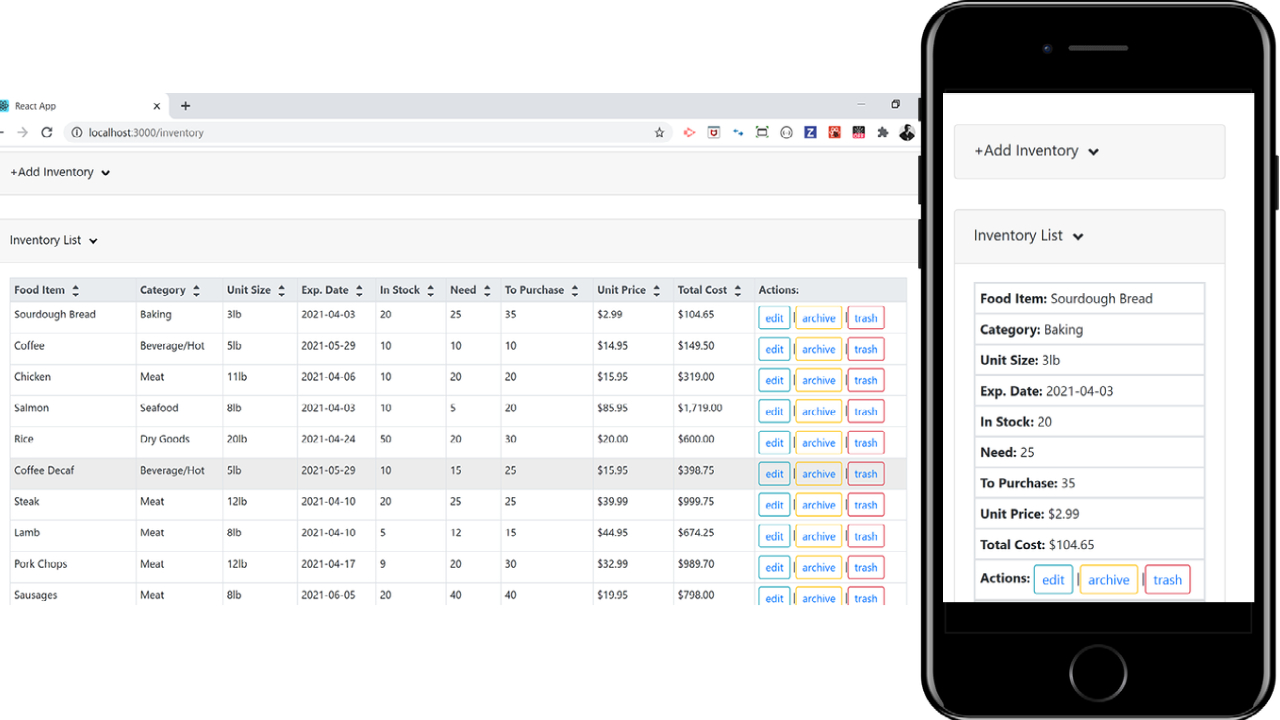 React App
localhost:3000/inventory
+Add Inventory
Inventory List
Food Item Category Unit Size Exp. Date In Stock Need To Purchase Unit Price Total Cost Actions:
Sourdough Bread Baking 3lb 2021-04-03 20 25 35 $2.99 $104.65 edit | archive | trash
Coffee Beverage/Hot 5lb 2021-05-29 10 10 10 $14.95 $149.50 edit | archive | trash
Chicken Meat 11lb 2021-04-06 10 20 20 $15.95 $319.00 edit | archive | trash
Salmon Seafood 8lb 2021-04-03 10 5 20 $85.95 $1,719.00 edit | archive | trash
Rice Dry Goods 20lb 2021-04-24 50 20 30 $20.00 $600.00 edit | archive | trash
Coffee Decaf Beverage/Hot 5lb 2021-05-29 10 15 25 $15.95 $398.75 edit | archive | trash
Steak Meat 12lb 2021-04-10 20 25 25 $39.99 $999.75 edit | archive | trash
Lamb Meat 8lb 2021-04-10 5 12 15 $44.95 $674.25 edit | archive | trash
Pork Chops Meat 12lb 2021-04-17 9 20 30 $32.99 $989.70 edit | archive | trash
Sausages Meat 8lb 2021-06-05 20 40 40 $19.95 $798.00 edit | archive | trash
+Add Inventory
Inventory List
Food Item: Sourdough Bread
Category: Baking
Unit Size: 3lb
Exp. Date: 2021-04-03
In Stock: 20
Need: 25
To Purchase: 35
Unit Price: $2.99
Total Cost: $104.65
Actions: edit | archive | trash